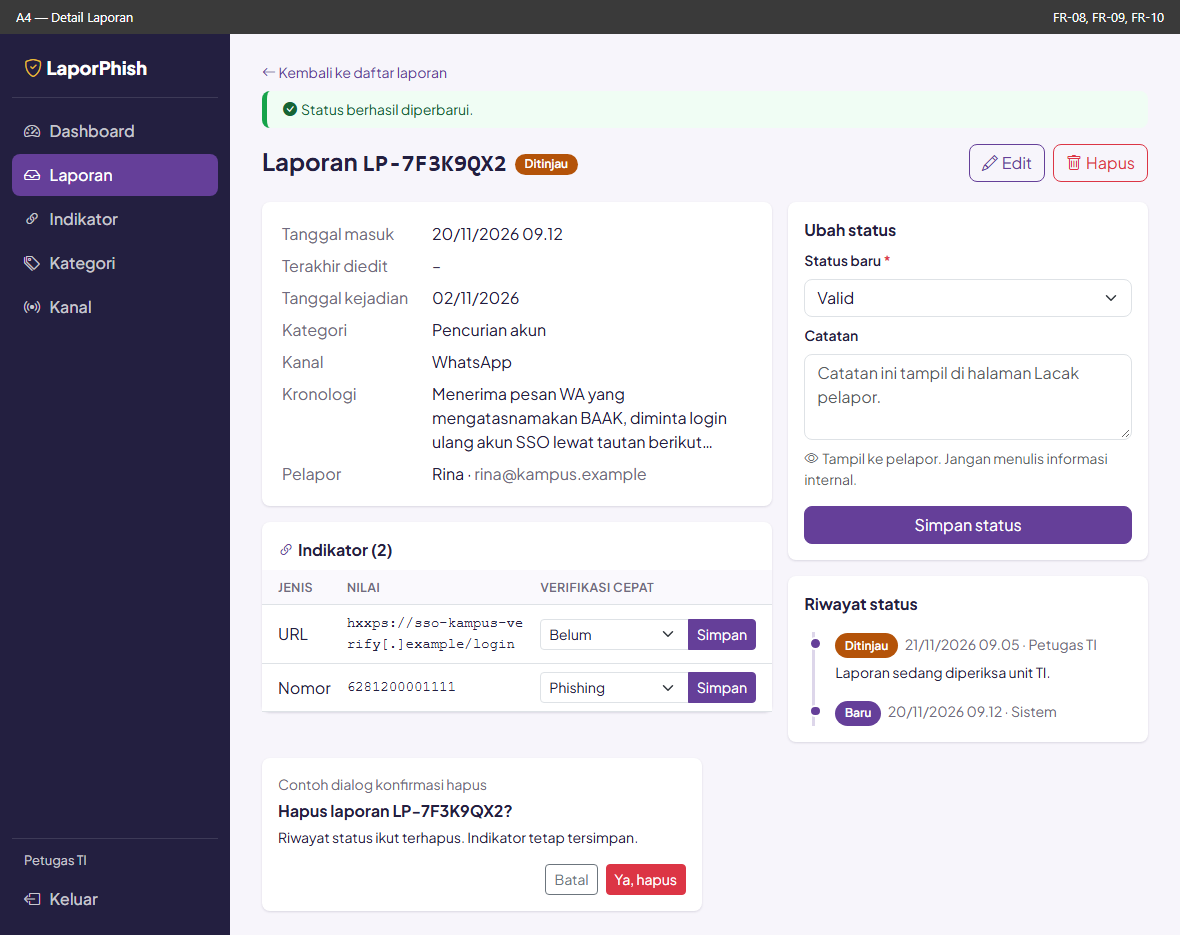 A4 — Detail Laporan
FR-08, FR-09, FR-10
LaporPhish
Dashboard
Laporan
Indikator
Kategori
Kanal
Petugas TI
Keluar
← Kembali ke daftar laporan
Status berhasil diperbarui.
Laporan LP-7F3K9QX2 Ditinjau
Edit
Hapus
Tanggal masuk 20/11/2026 09.12
Terakhir diedit –
Tanggal kejadian 02/11/2026
Kategori Pencurian akun
Kanal WhatsApp
Kronologi Menerima pesan WA yang
mengatasnamakan BAAK, diminta login
ulang akun SSO lewat tautan berikut…
Pelapor Rina · rina@kampus.example
Indikator (2)
JENIS NILAI VERIFIKASI CEPAT
URL hxxps://sso-kampus-ve
rify[.]example/login
Belum Simpan
Nomor 6281200001111 Phishing Simpan
Ubah status
Status baru *
Valid
Catatan
Catatan ini tampil di halaman Lacak
pelapor.
Tampil ke pelapor. Jangan menulis informasi
internal.
Simpan status
Riwayat status
Ditinjau 21/11/2026 09.05 · Petugas TI
Laporan sedang diperiksa unit TI.
Baru 20/11/2026 09.12 · Sistem
Contoh dialog konfirmasi hapus
Hapus laporan LP-7F3K9QX2?
Riwayat status ikut terhapus. Indikator tetap tersimpan.
Batal
Ya, hapus